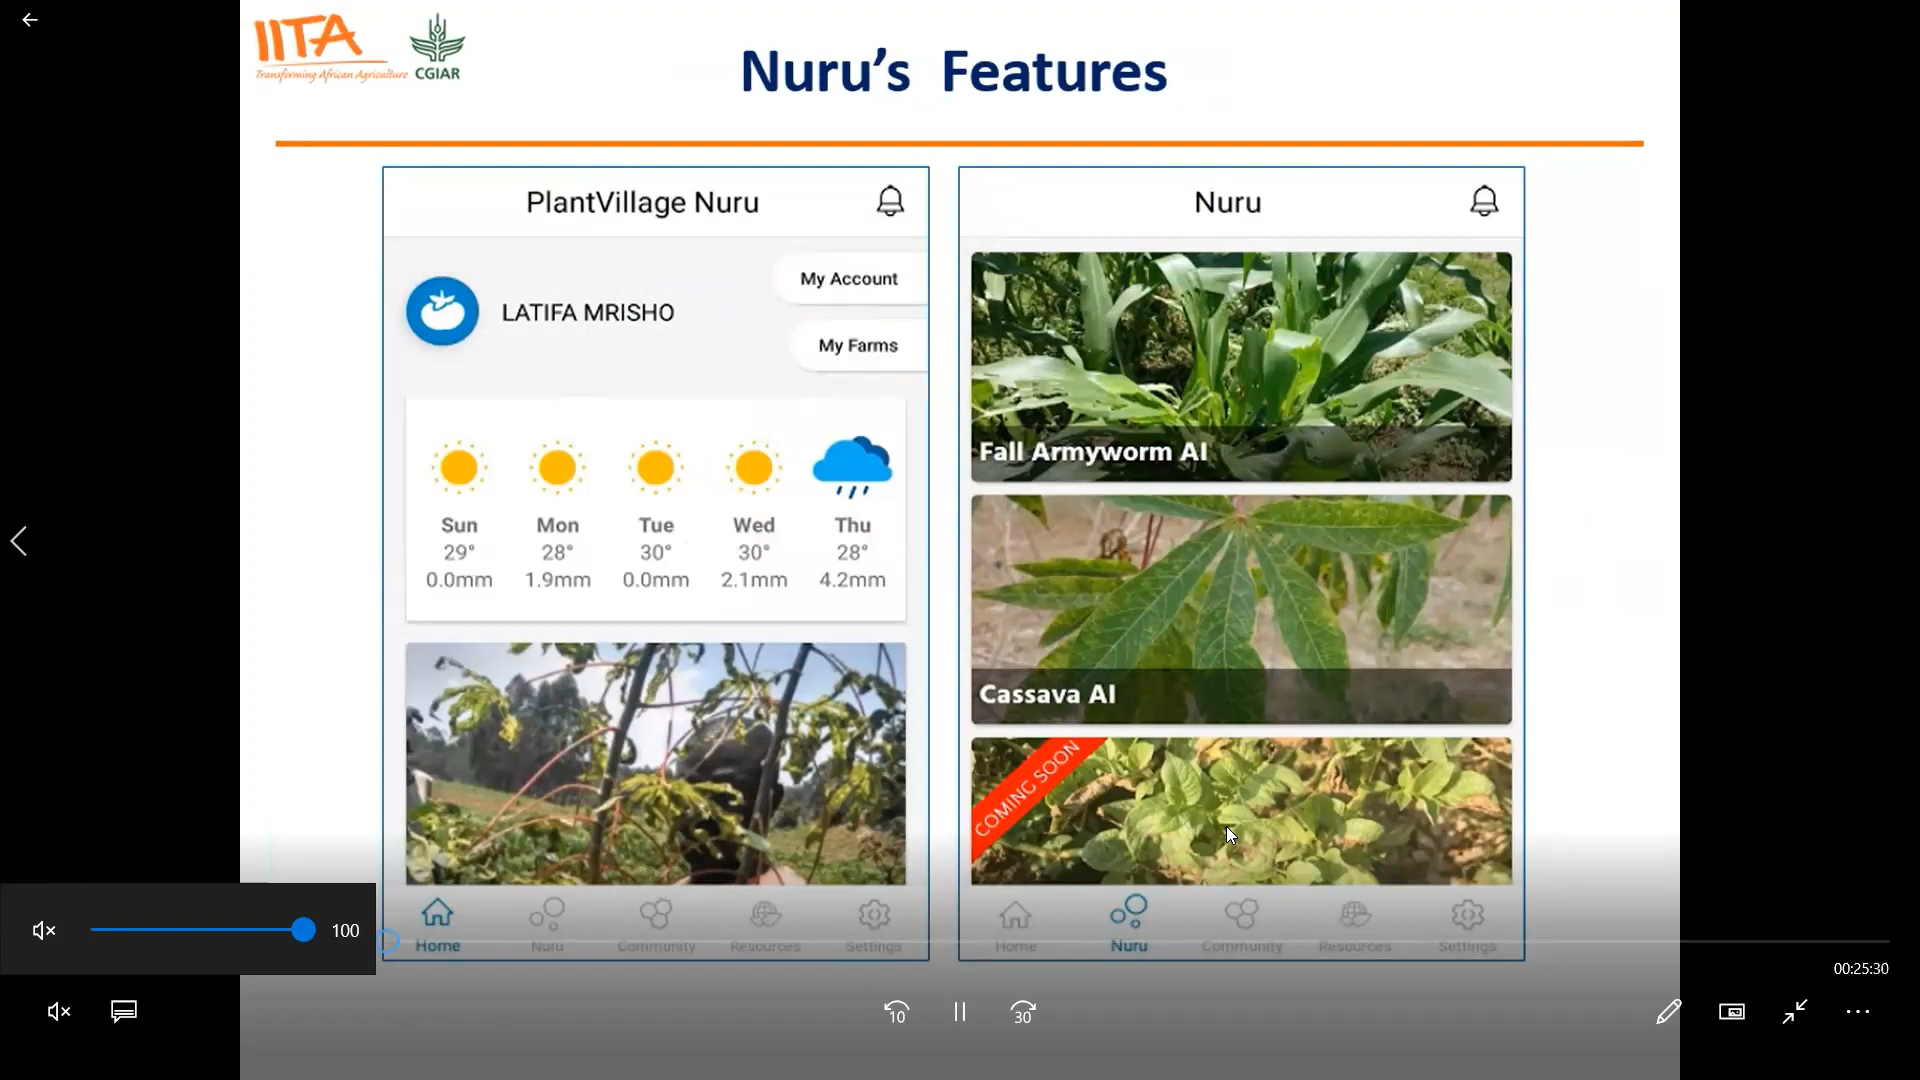 IITA
Transforming African Agriculture
CGIAR
Nuru's Features
PlantVillage Nuru
LATIFA MRISHO
My Account
My Farms
Sun Mon Tue Wed Thu
29° 28° 30° 30° 28°
0.0mm 1.9mm 0.0mm 2.1mm 4.2mm
Home Nuru Community Resources Settings
Nuru
Fall Armyworm AI
Cassava AI
COMING SOON
Home Nuru Community Resources Settings
100
00:25:30
10 30